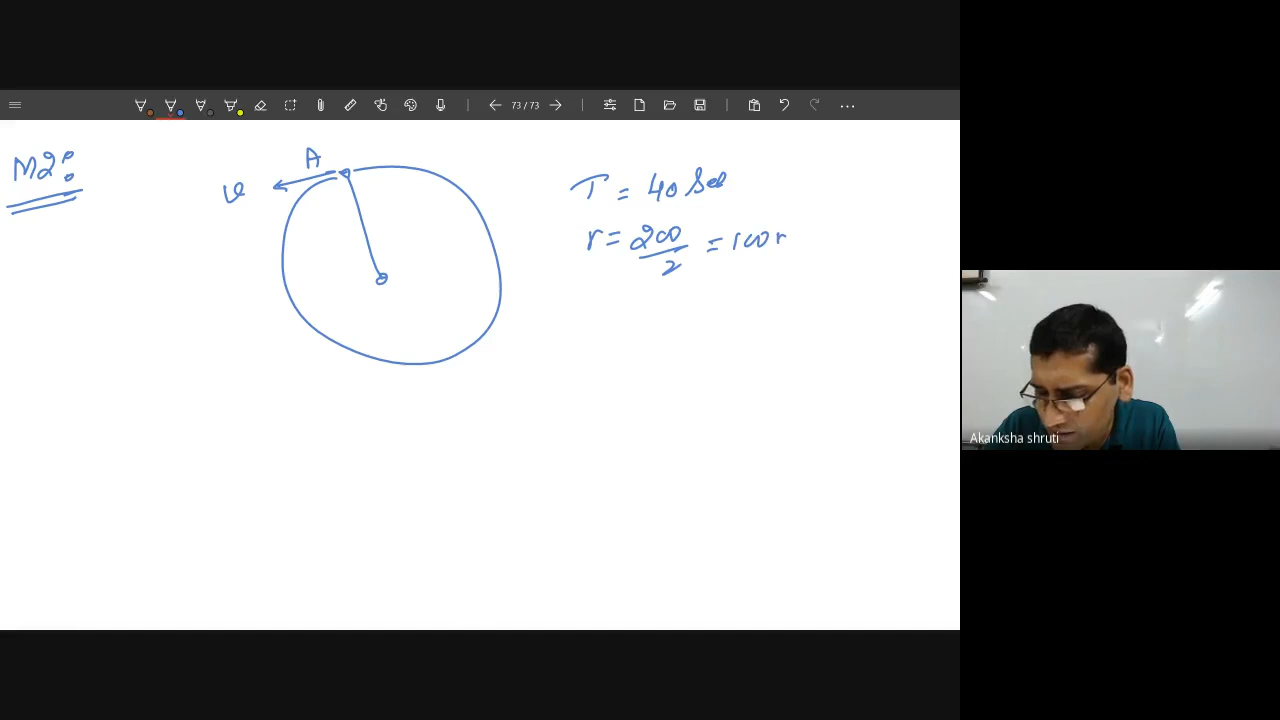 73 / 73
M2:
A
v
T = 40 Sec
r = 200/2 = 100 m
Akanksha shruti